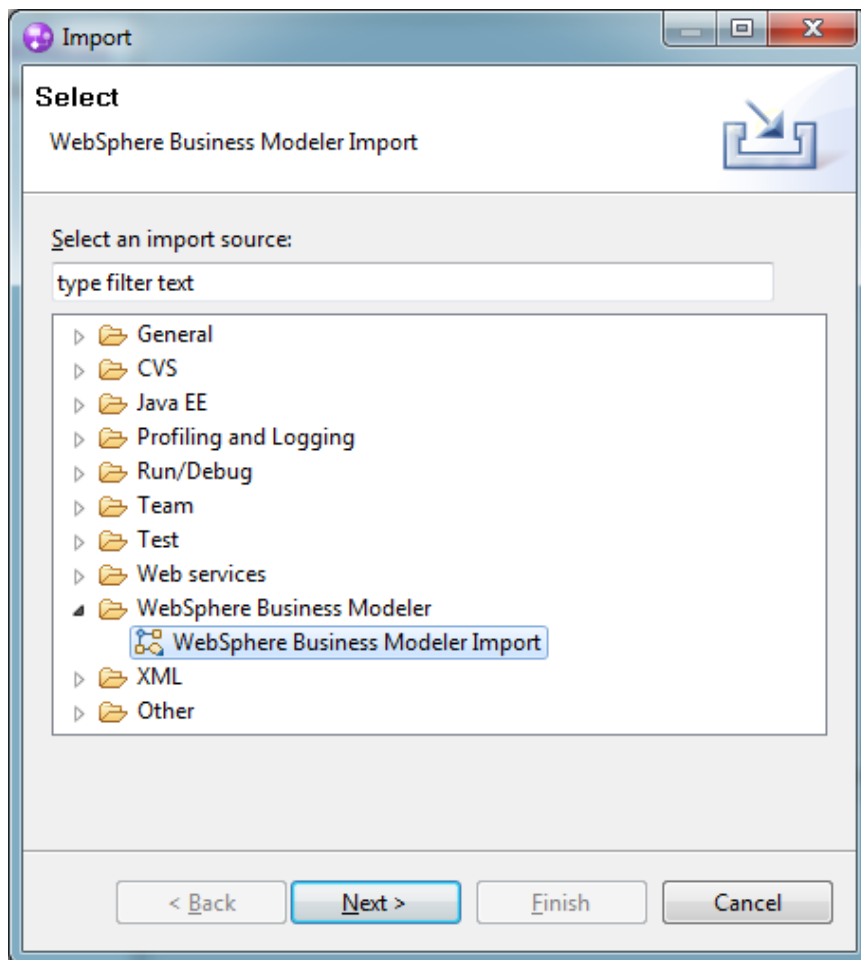 Import
Select
WebSphere Business Modeler Import
Select an import source:
type filter text
General
CVS
Java EE
Profiling and Logging
Run/Debug
Team
Test
Web services
WebSphere Business Modeler
WebSphere Business Modeler Import
XML
Other
< Back Next > Finish Cancel